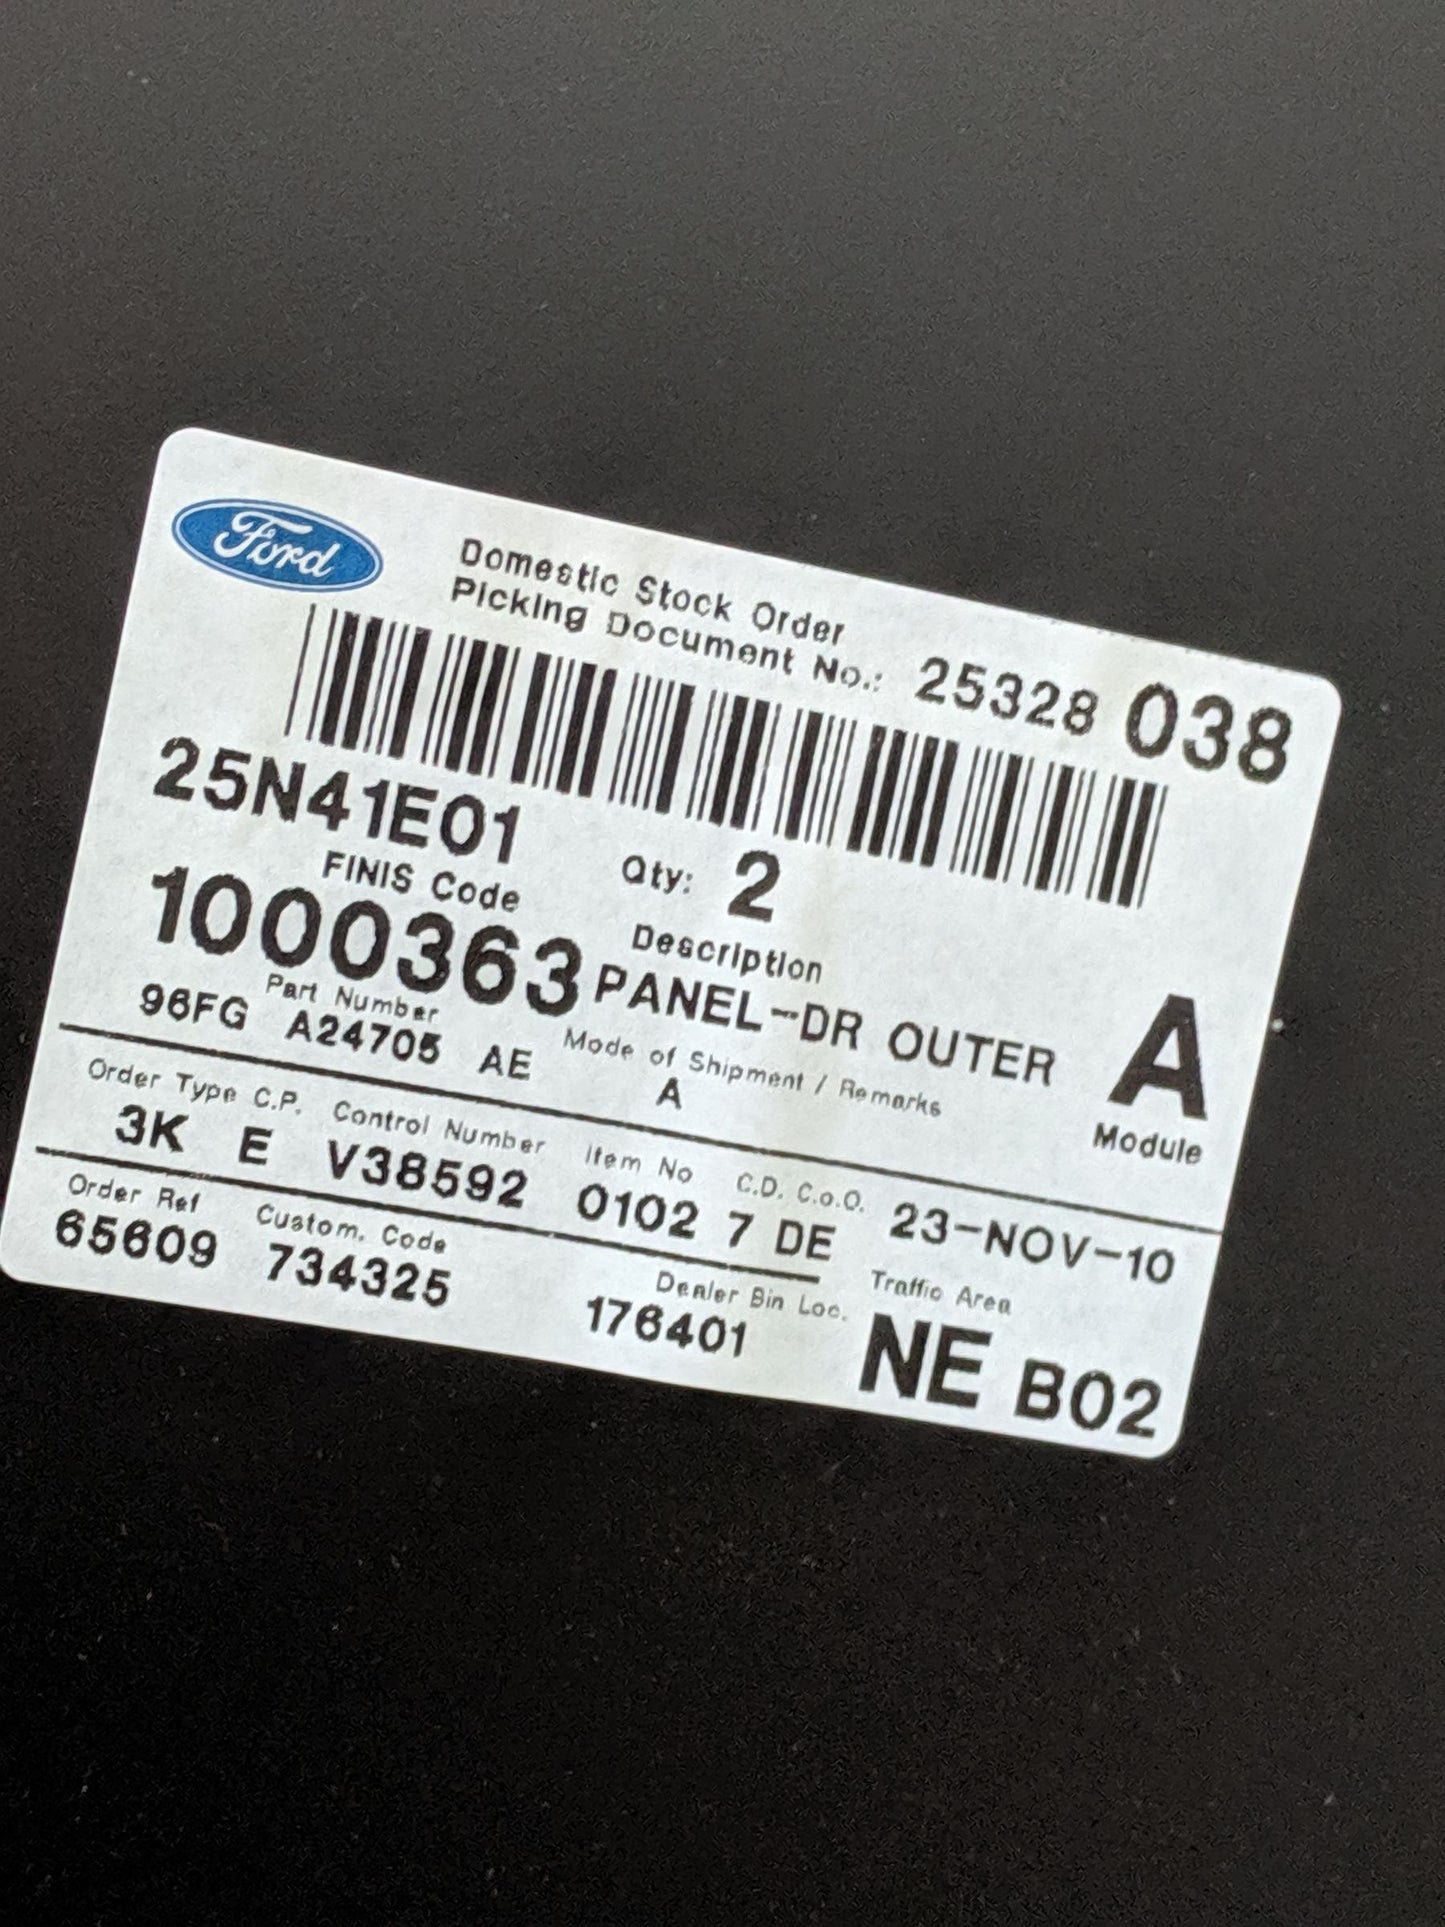 Ford
Domestic Stock Order
Picking Document No.: 25328 038
25N41E01
Qty: 2
FINIS Code
1000363
Description
PANEL-DR OUTER
A
Module
Part Number
96FG A24705 AE
Mode of Shipment / Remarks
A
Order Type C.P. Control Number Item No C.D. C.o.O.
3K E V38592 0102 7 DE 23-NOV-10
Order Ref Custom. Code Dealer Bin Loc. Traffic Area
65609 734325 176401 NE B02